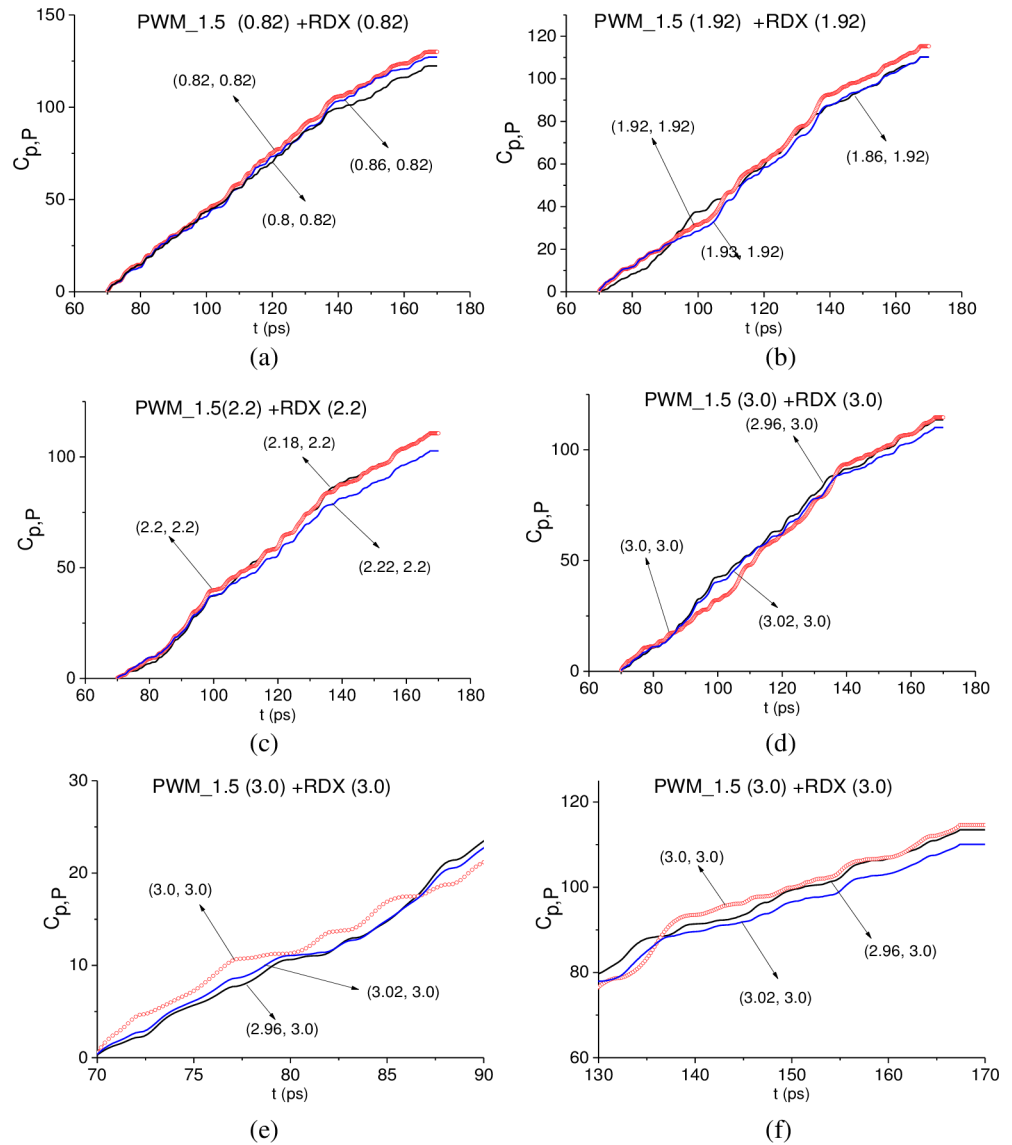 PWM_1.5 (0.82) +RDX (0.82)
150
100
50
0
C p,P
(0.82, 0.82)
(0.86, 0.82)
(0.8, 0.82)
60 80 100 120 140 160 180
t (ps)
(a)
PWM_1.5 (1.92) +RDX (1.92)
120
100
80
60
40
20
0
C p,P
(1.92, 1.92)
(1.86, 1.92)
(1.93, 1.92)
60 80 100 120 140 160 180
t (ps)
(b)
PWM_1.5(2.2) +RDX (2.2)
100
50
0
C p,P
(2.18, 2.2)
(2.2, 2.2)
(2.22, 2.2)
60 80 100 120 140 160 180
t (ps)
(c)
PWM_1.5 (3.0) +RDX (3.0)
100
50
0
C p,P
(2.96, 3.0)
(3.0, 3.0)
(3.02, 3.0)
60 80 100 120 140 160 180
t (ps)
(d)
PWM_1.5 (3.0) +RDX (3.0)
30
20
10
0
C p,P
(3.0, 3.0)
(3.02, 3.0)
(2.96, 3.0)
70 75 80 85 90
t (ps)
(e)
PWM_1.5 (3.0) +RDX (3.0)
120
100
80
60
C p,P
(3.0, 3.0)
(2.96, 3.0)
(3.02, 3.0)
130 140 150 160 170
t (ps)
(f)